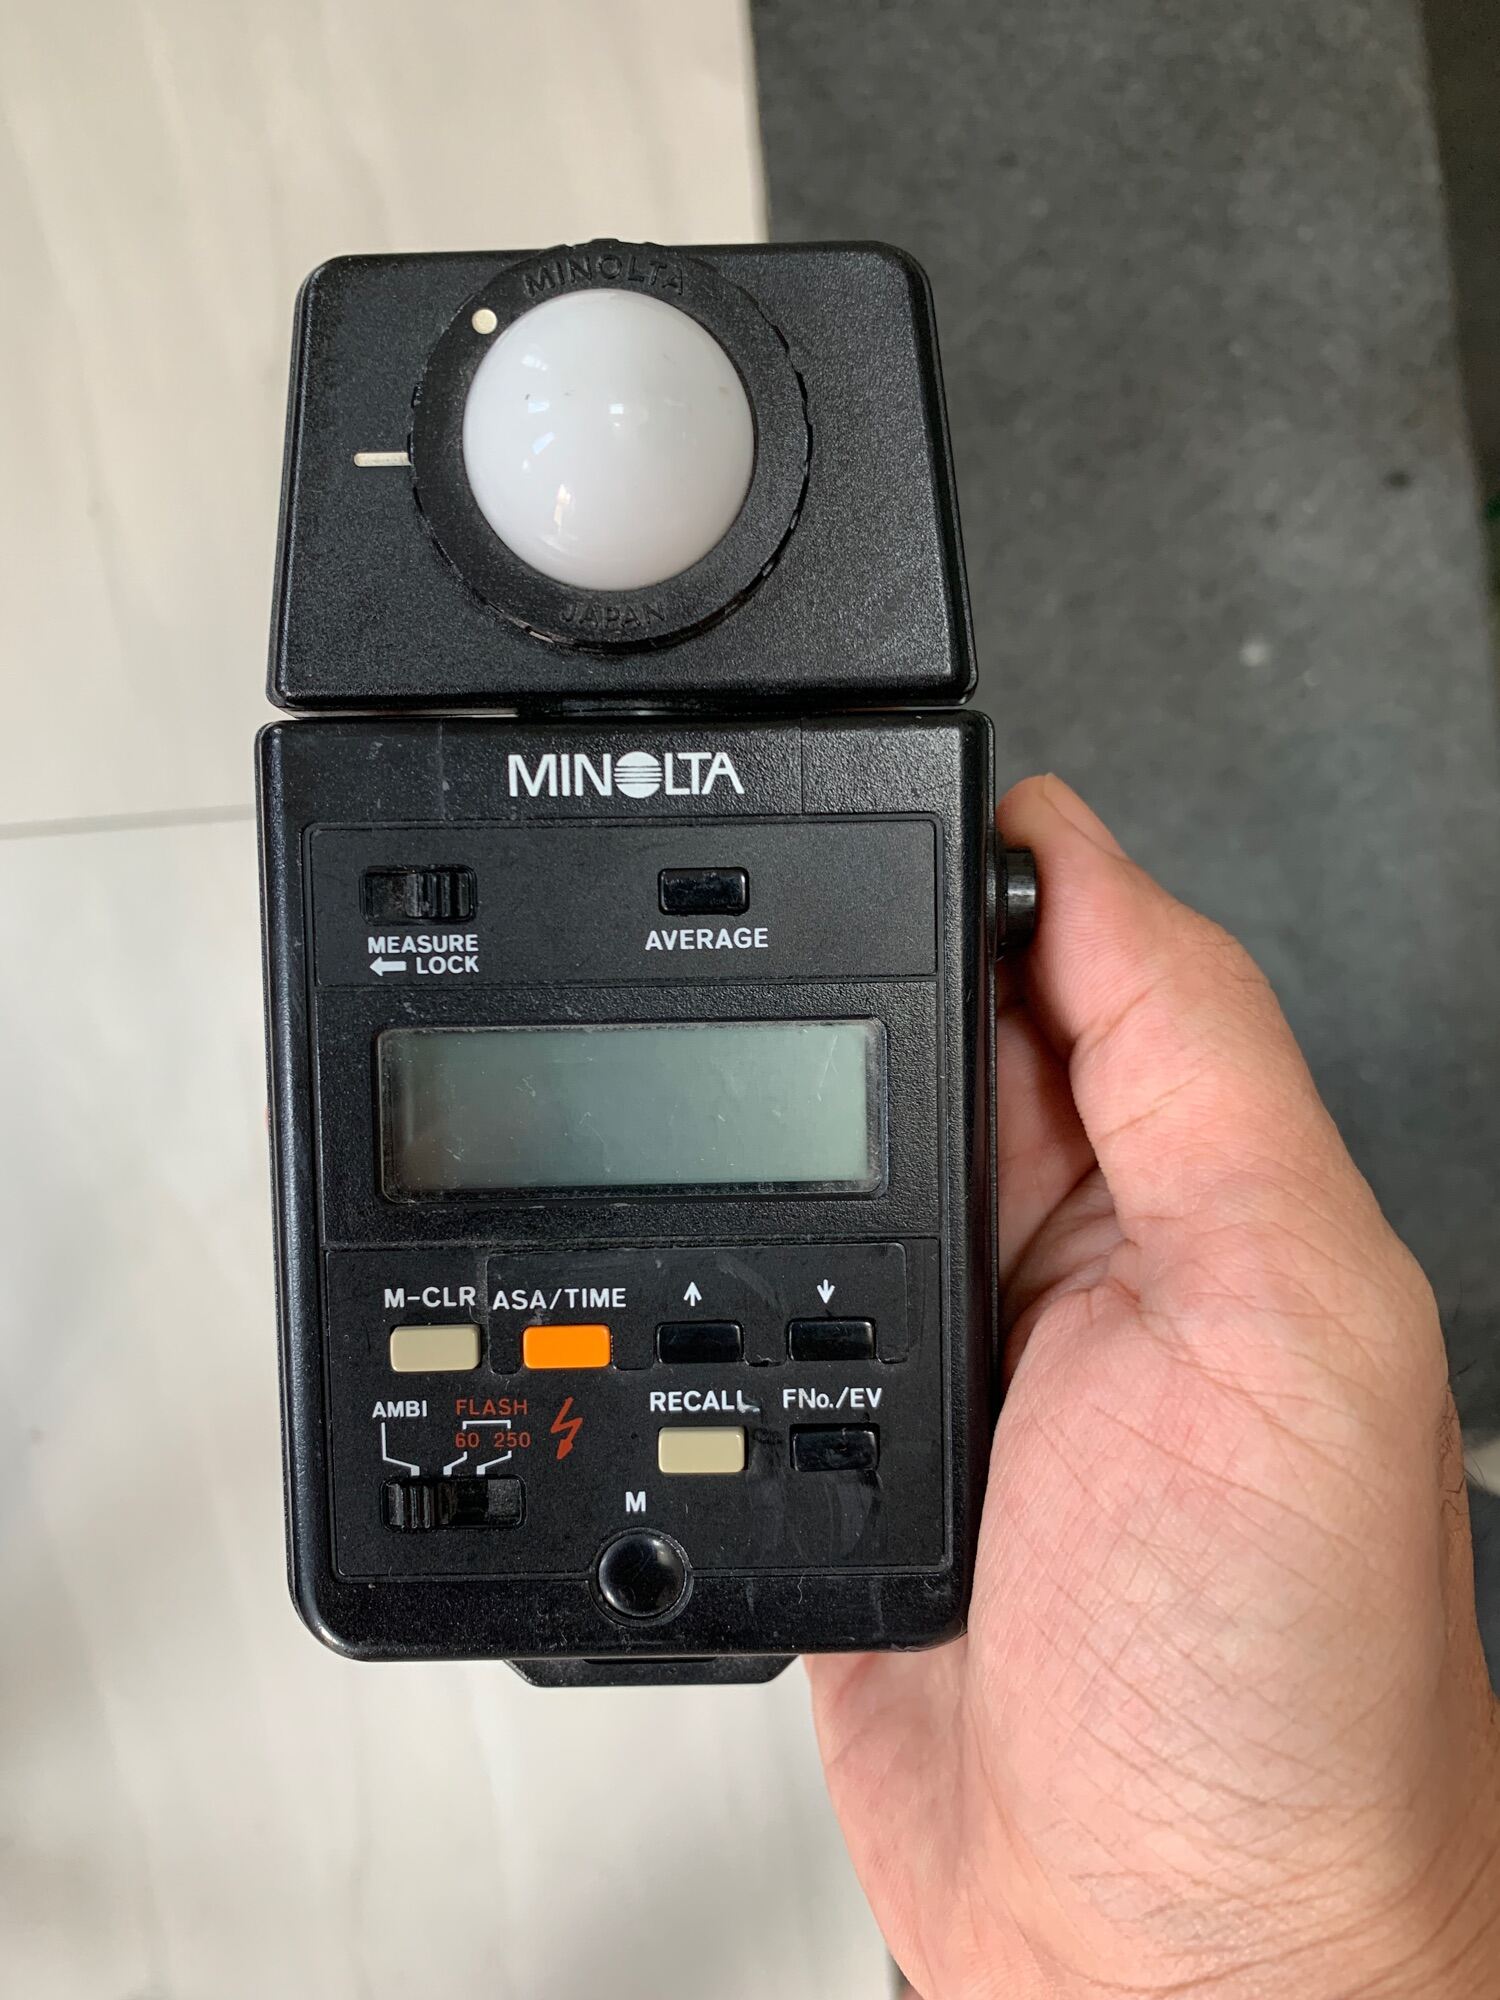 MINOLTA
JAPAN
MINOLTA
MEASURE
← LOCK
AVERAGE
M-CLR ASA/TIME ↑ ↓
AMBI FLASH
60 250
RECALL FNo./EV
M